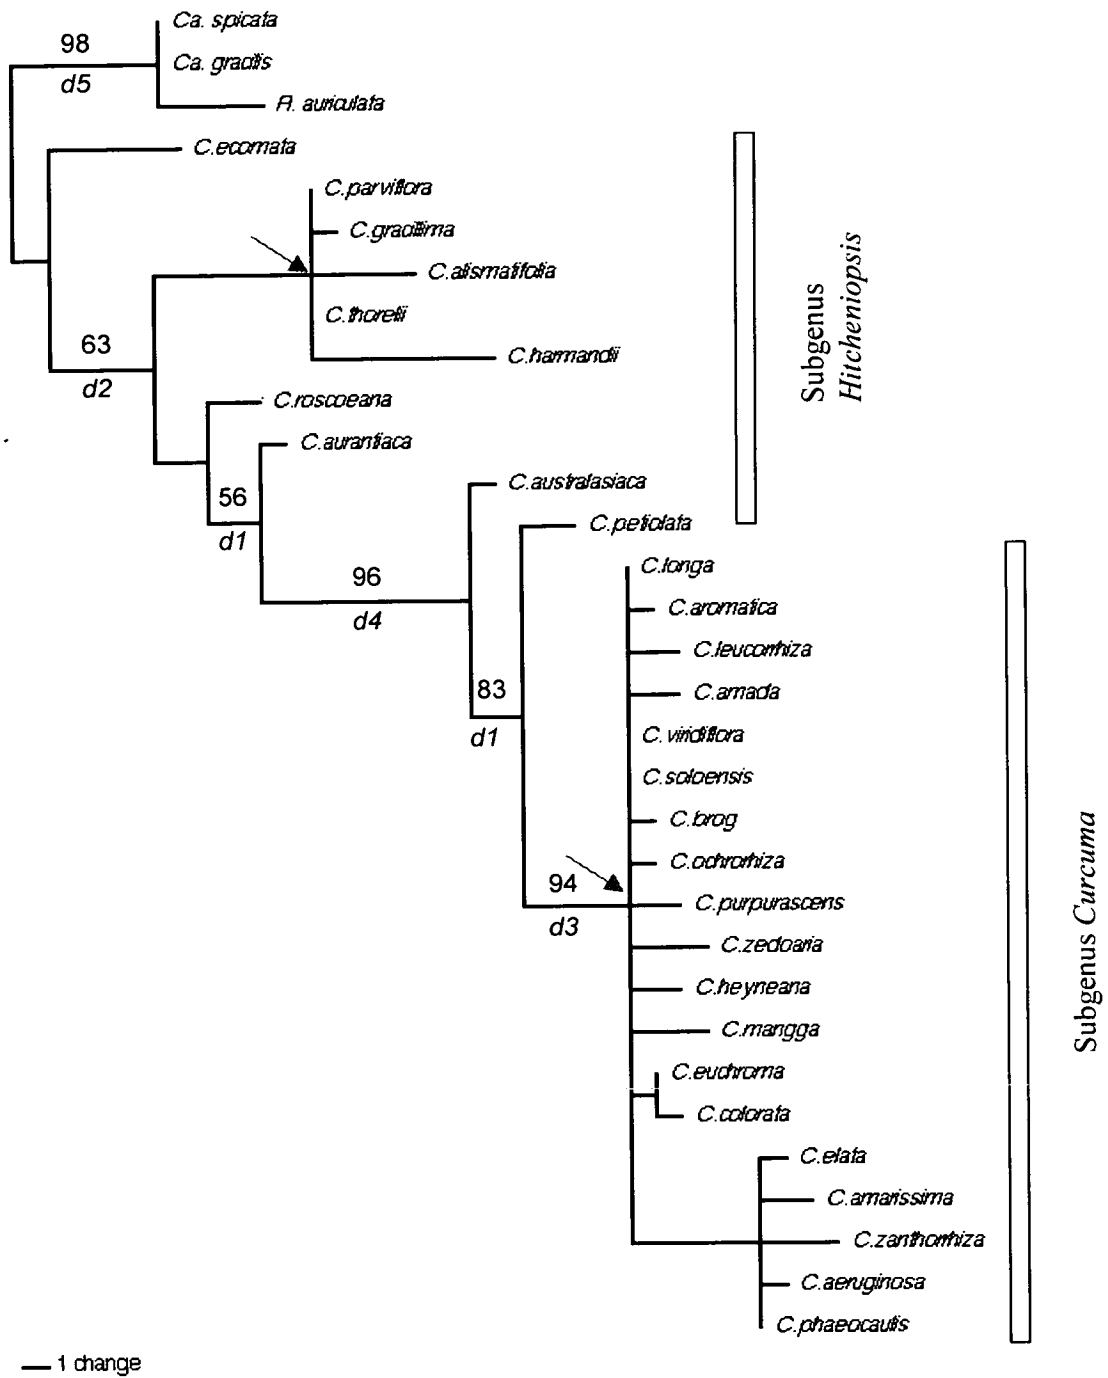 Ca. spicata
98
Ca. gracilis
d5
R. auriculata
C.ecomata
C.parviflora
C.gracillima
C.alismatifolia
C.thorelii
63
C.harmandii
d2
C.roscoeana
C.aurantiaca
Subgenus
Hitcheniopsis
C.australasiaca
56
C.petiolata
d1
C.longa
96
C.aromatica
d4
C.leucorrhiza
83
C.amada
d1
C. viridiflora
C.soloensis
C.brog
C.ochrorhiza
94
C.purpurascens
d3
C.zedoaria
C.heyneana
C.mangga
Subgenus Curcuma
C.euchroma
C.colorata
C.elata
C.amarissima
C.zanthorrhiza
C.aeruginosa
C.phaeocaulis
1 change